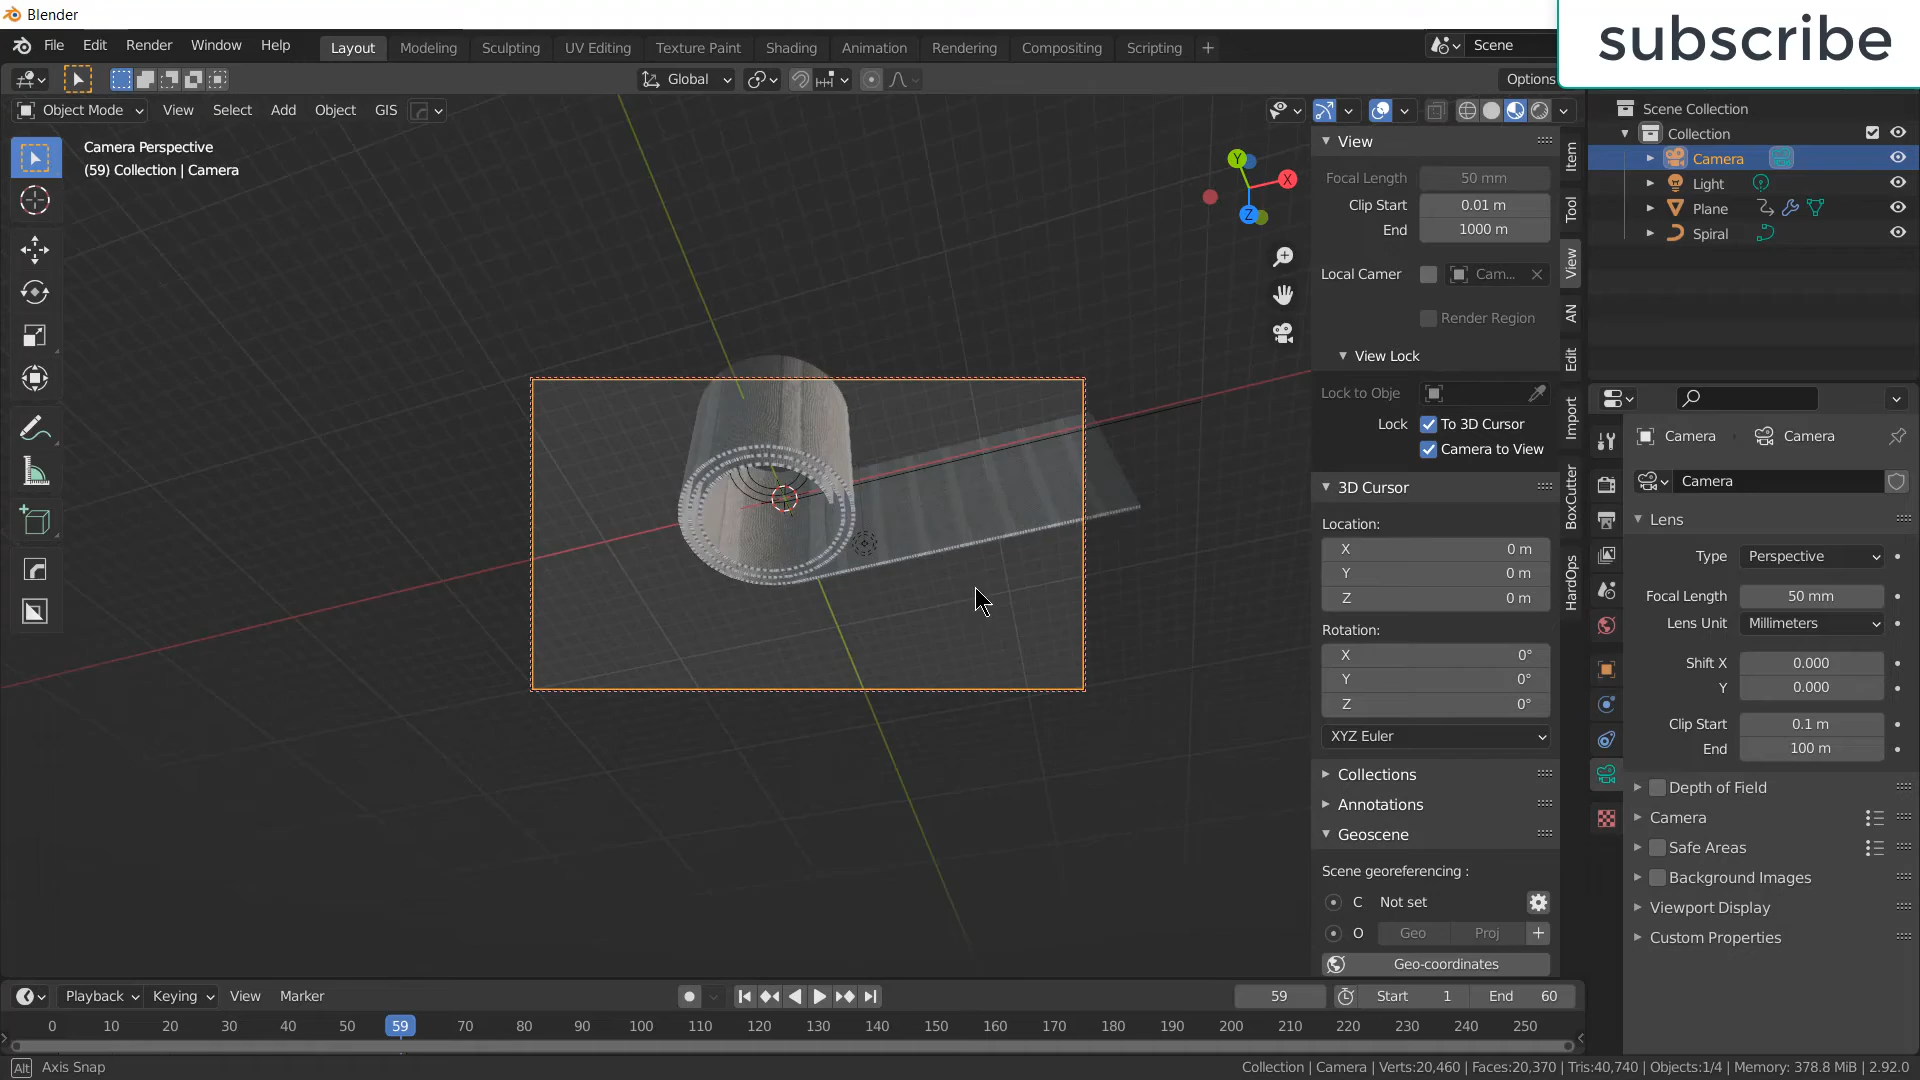 Blender
subscribe
File Edit Render Window Help Layout Modeling Sculpting UV Editing Texture Paint Shading Animation Rendering Compositing Scripting + Scene
Global Options
Object Mode View Select Add Object GIS
Camera Perspective
(59) Collection | Camera
Y
X
Z
View
Focal Length 50 mm
Clip Start 0.01 m
End 1000 m
Local Camer Cam...
Render Region
View Lock
Lock to Obje
Lock To 3D Cursor
Camera to View
3D Cursor
Location:
X 0 m
Y 0 m
Z 0 m
Rotation:
X 0°
Y 0°
Z 0°
XYZ Euler
Collections
Annotations
Geoscene
Scene georeferencing :
C Not set
O Geo Proj +
Geo-coordinates
Item
Tool
View
AN
Edit
Import
BoxCutter
HardOps
Scene Collection
Collection
Camera
Light
Plane
Spiral
Camera Camera
Camera
Lens
Type Perspective
Focal Length 50 mm
Lens Unit Millimeters
Shift X 0.000
Y 0.000
Clip Start 0.1 m
End 100 m
Depth of Field
Camera
Safe Areas
Background Images
Viewport Display
Custom Properties
Playback Keying View Marker 59 Start 1 End 60
0 10 20 30 40 50 59 70 80 90 100 110 120 130 140 150 160 170 180 190 200 210 220 230 240 250
Alt Axis Snap
Collection | Camera | Verts:20,460 | Faces:20,370 | Tris:40,740 | Objects:1/4 | Memory: 378.8 MiB | 2.92.0